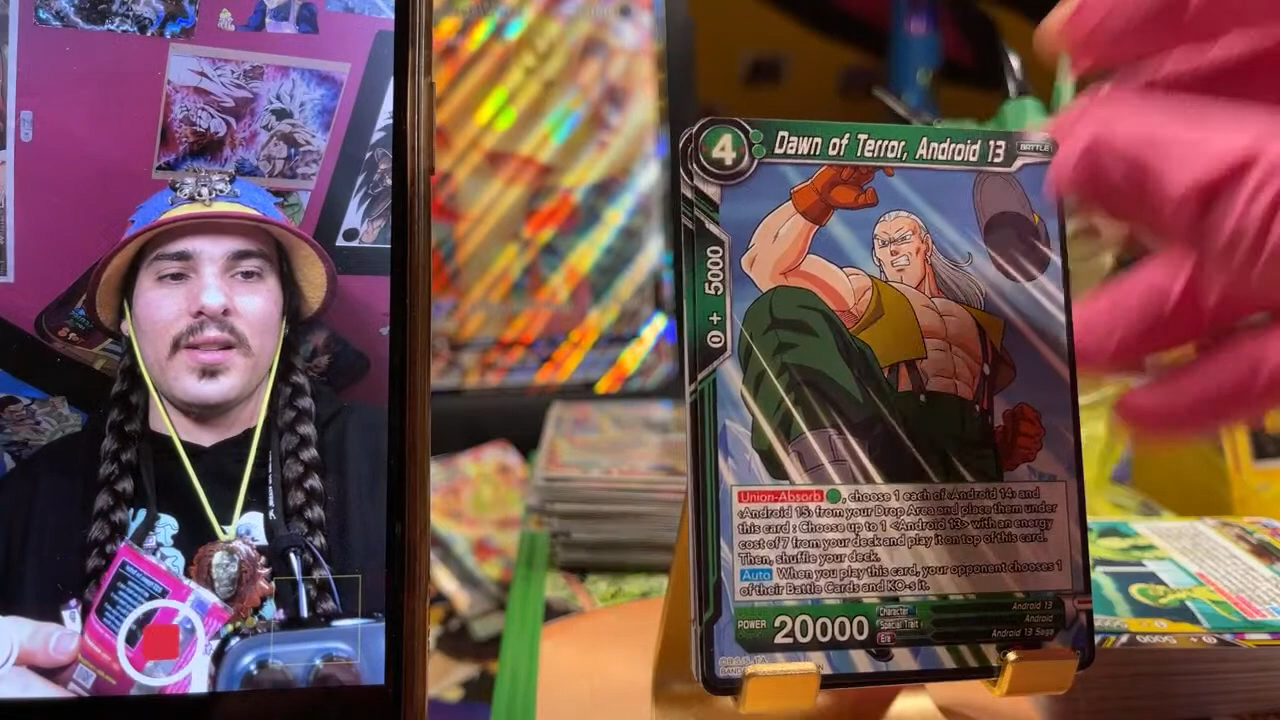 4 Dawn of Terror, Android 13 BATTLE
0 + 5000
Union-Absorb , choose 1 each of ‹Android 14› and
‹Android 15› from your Drop Area and place them under
this card : Choose up to 1 <Android 13> with an energy
cost of 7 from your deck and play it on top of this card.
Then, shuffle your deck.
Auto When you play this card, your opponent chooses 1
of their Battle Cards and KO-s it.
POWER 20000
Character Android 13
Special Trait Android
Era Android 13 Saga
0 + 5000